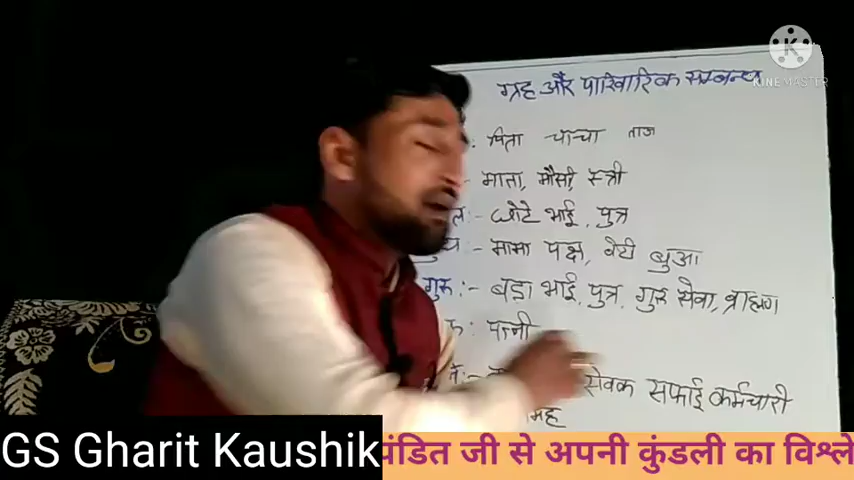 KINEMASTER
ग्रह और पारिवारिक सम्बन्ध
पिता चाचा ताऊ
:- माता, मौसी, स्त्री
ल:- छोटे भाई, पुत्र
:- मामा पक्ष, बेटी बुआ
गुरु:- बड़ा भाई, पुत्र, गुरु सेवा, ब्राह्मण
: पत्नी
सेवक सफाई कर्मचारी
GS Gharit Kaushik
पंडित जी से अपनी कुंडली का विश्ले